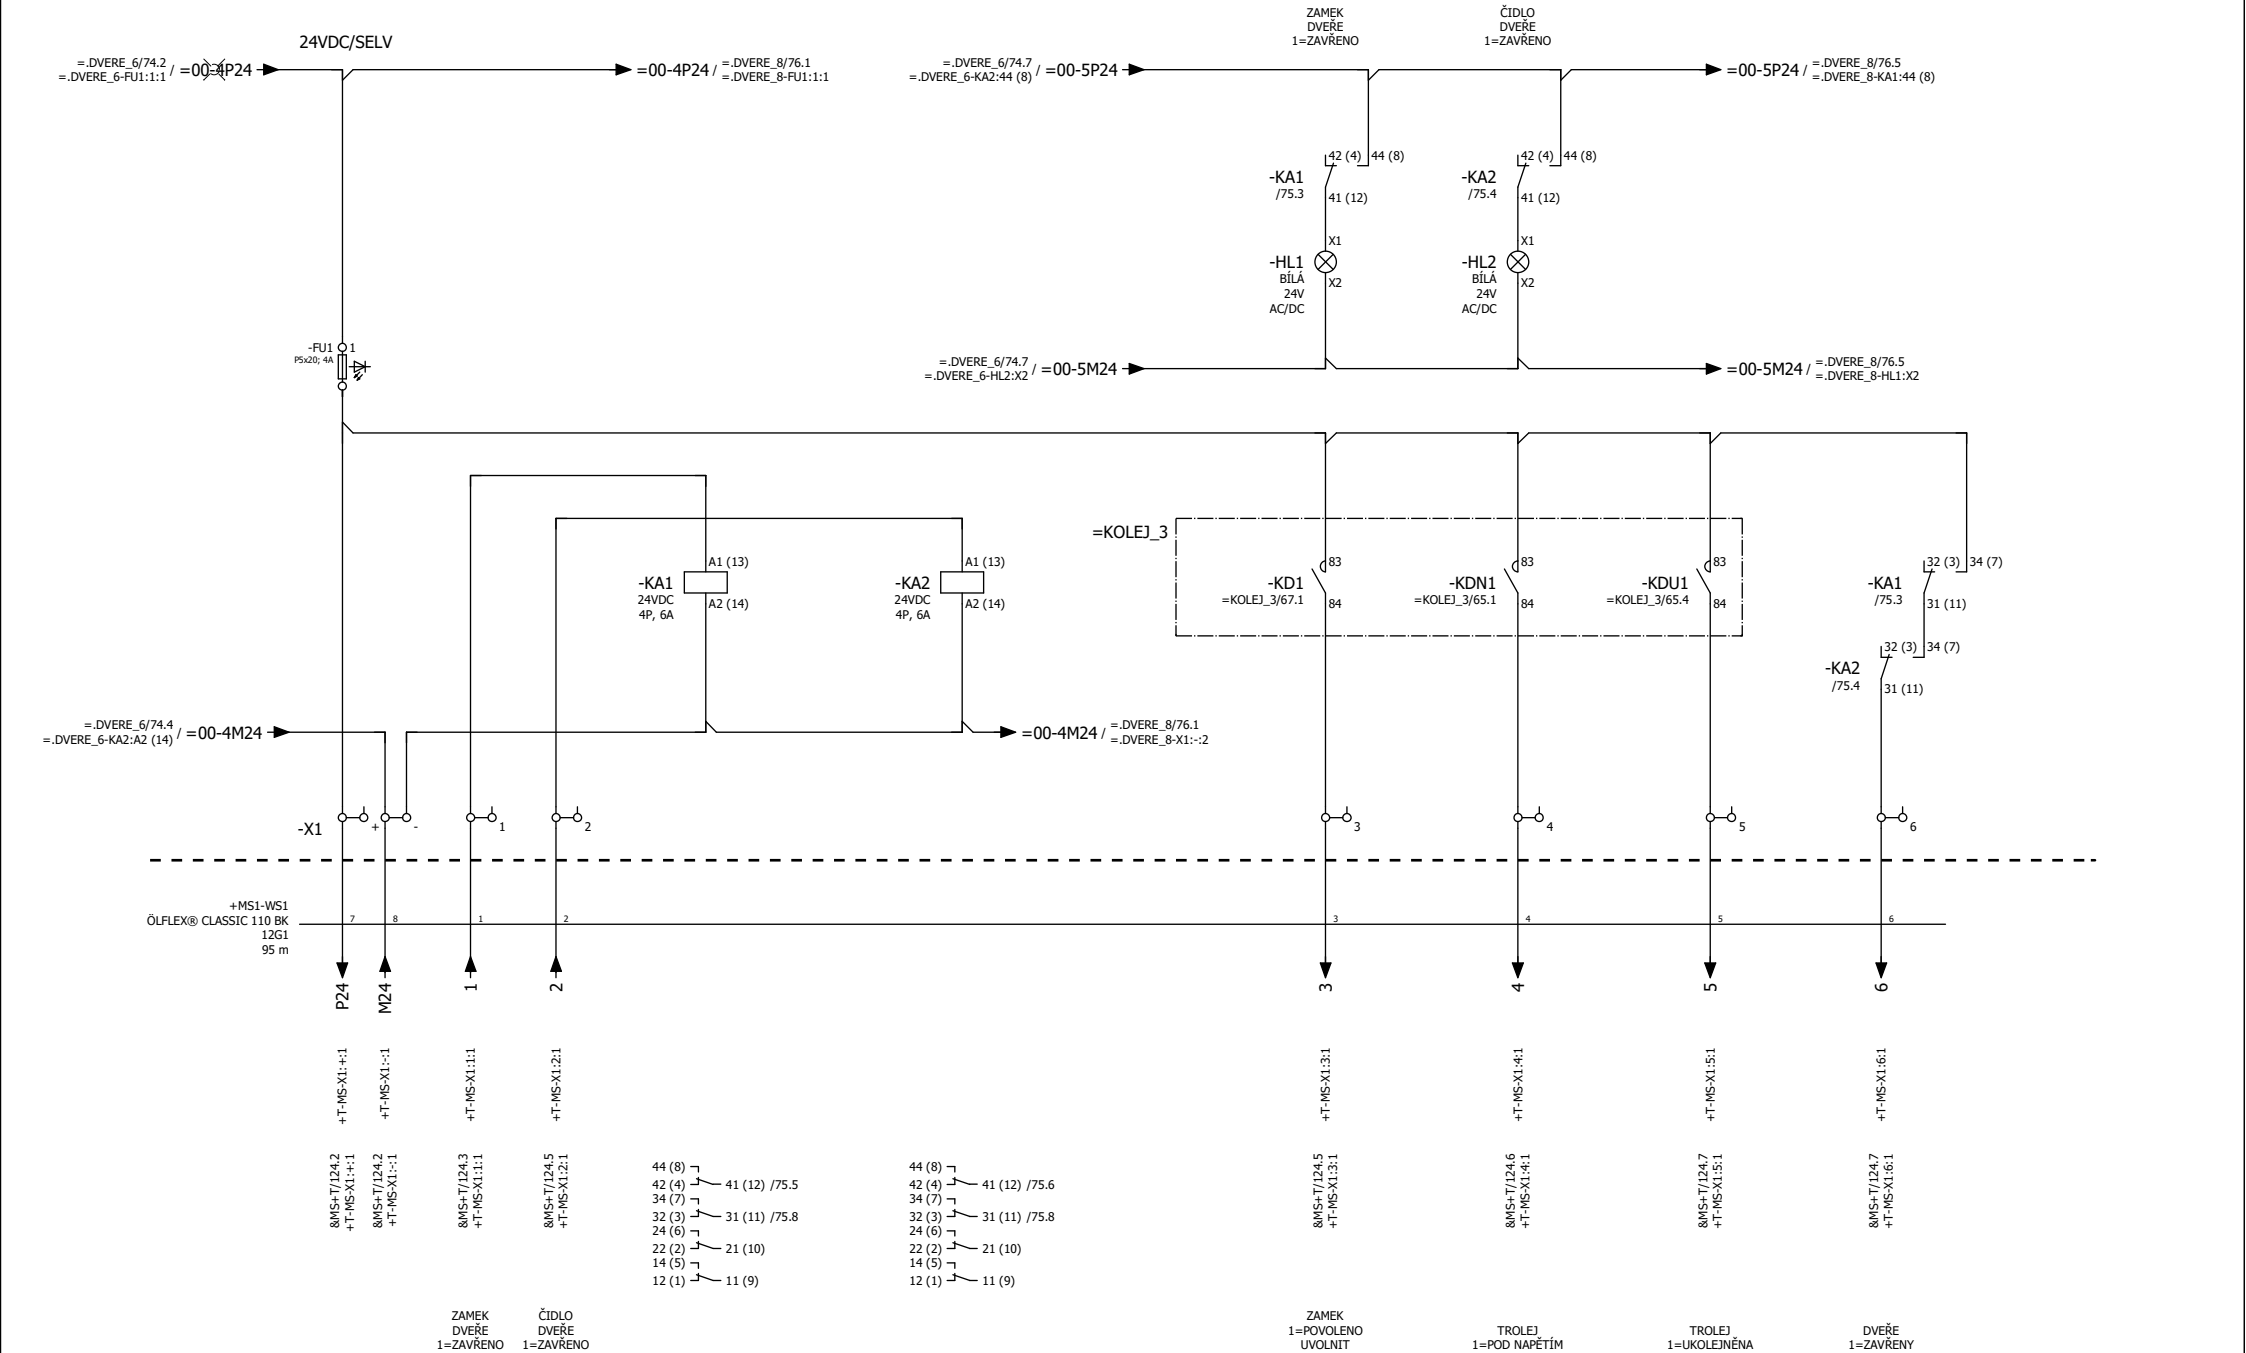 ZAMEK
DVEŘE
1=ZAVŘENO
ČIDLO
DVEŘE
1=ZAVŘENO
24VDC/SELV
=.DVERE_6/74.2
=.DVERE_6-FU1:1:1 / =00-4P24
=00-4P24 / =.DVERE_8/76.1
=.DVERE_8-FU1:1:1
=.DVERE_6/74.7
=.DVERE_6-KA2:44 (8) / =00-5P24
=00-5P24 / =.DVERE_8/76.5
=.DVERE_8-KA1:44 (8)
42 (4) 44 (8)
-KA1
/75.3
41 (12)
42 (4) 44 (8)
-KA2
/75.4
41 (12)
X1
-HL1
BÍLÁ
24V
AC/DC
X2
X1
-HL2
BÍLÁ
24V
AC/DC
X2
-FU1 1
P5x20; 4A
=.DVERE_6/74.7
=.DVERE_6-HL2:X2 / =00-5M24
=00-5M24 / =.DVERE_8/76.5
=.DVERE_8-HL1:X2
=KOLEJ_3
A1 (13)
-KA1
24VDC
4P, 6A
A2 (14)
A1 (13)
-KA2
24VDC
4P, 6A
A2 (14)
83
-KD1
=KOLEJ_3/67.1
84
83
-KDN1
=KOLEJ_3/65.1
84
83
-KDU1
=KOLEJ_3/65.4
84
32 (3) 34 (7)
-KA1
/75.3
31 (11)
32 (3) 34 (7)
-KA2
/75.4
31 (11)
=.DVERE_6/74.4
=.DVERE_6-KA2:A2 (14) / =00-4M24
=00-4M24 / =.DVERE_8/76.1
=.DVERE_8-X1:-:2
-X1 + - 1 2 3 4 5 6
+MS1-WS1
ÖLFLEX® CLASSIC 110 BK
12G1
95 m
7 8 1 2 3 4 5 6
P24
M24
1
2
3
4
5
6
+T-MS-X1:+:1
+T-MS-X1:-:1
+T-MS-X1:1:1
+T-MS-X1:2:1
+T-MS-X1:3:1
+T-MS-X1:4:1
+T-MS-X1:5:1
+T-MS-X1:6:1
&MS+T/124.2
+T-MS-X1:+:1
&MS+T/124.2
+T-MS-X1:-:1
&MS+T/124.3
+T-MS-X1:1:1
&MS+T/124.5
+T-MS-X1:2:1
44 (8)
42 (4) 41 (12) /75.5
34 (7)
32 (3) 31 (11) /75.8
24 (6)
22 (2) 21 (10)
14 (5)
12 (1) 11 (9)
44 (8)
42 (4) 41 (12) /75.6
34 (7)
32 (3) 31 (11) /75.8
24 (6)
22 (2) 21 (10)
14 (5)
12 (1) 11 (9)
&MS+T/124.5
+T-MS-X1:3:1
&MS+T/124.6
+T-MS-X1:4:1
&MS+T/124.7
+T-MS-X1:5:1
&MS+T/124.7
+T-MS-X1:6:1
ZAMEK
DVEŘE
1=ZAVŘENO
ČIDLO
DVEŘE
1=ZAVŘENO
ZAMEK
1=POVOLENO
UVOLNIT
TROLEJ
1=POD NAPĚTÍM
TROLEJ
1=UKOLEJNĚNA
DVEŘE
1=ZAVŘENY